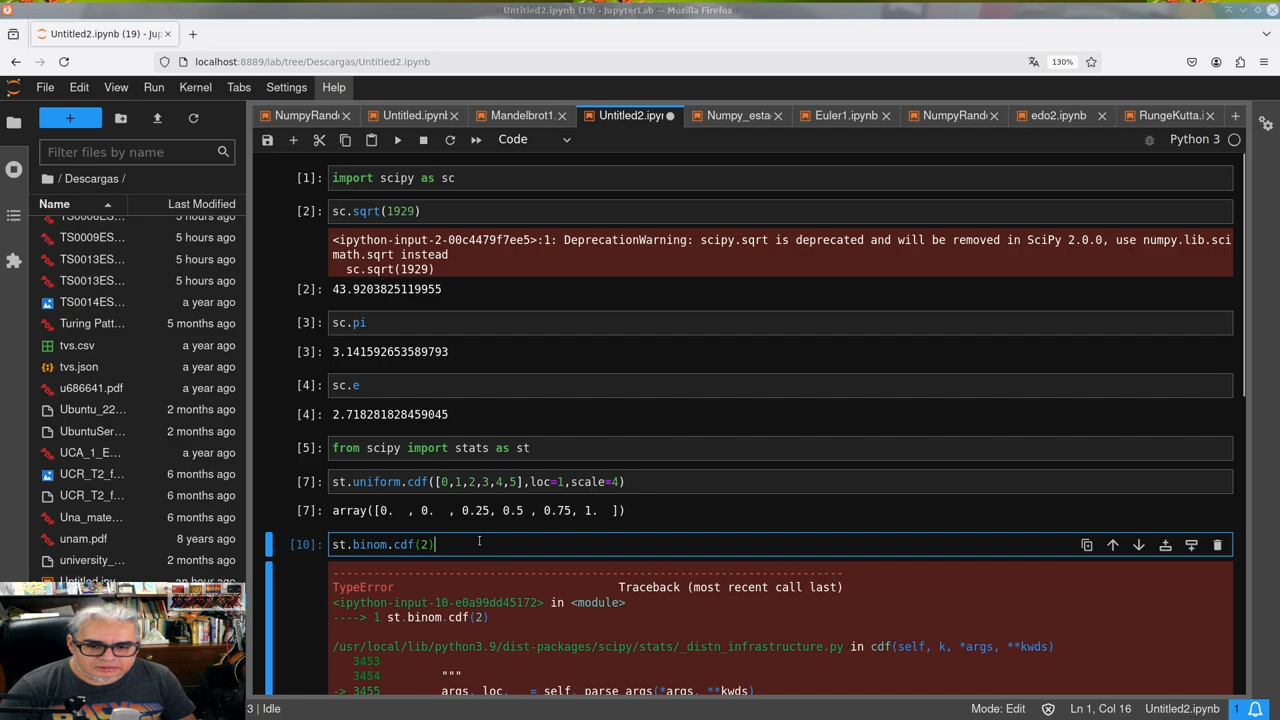 Untitled2.ipynb (19) - JupyterLab — Mozilla Firefox
Untitled2.ipynb (19) - Jup
localhost:8889/lab/tree/Descargas/Untitled2.ipynb
130%
File Edit View Run Kernel Tabs Settings Help
NumpyRand
Untitled.ipynb
Mandelbrot1.
Untitled2.ipyn
Numpy_esta
Euler1.ipynb
NumpyRand
edo2.ipynb
RungeKutta.i
Filter files by name
Code
Python 3
/ Descargas /
Name Last Modified
TS0006ES… 5 hours ago
TS0009ES… 5 hours ago
TS0013ES… 5 hours ago
TS0013ES… 5 hours ago
TS0014ES… a year ago
Turing Patt… 5 months ago
tvs.csv a year ago
tvs.json a year ago
u686641.pdf a year ago
Ubuntu_22… 2 months ago
UbuntuSer… 2 months ago
UCA_1_E… a year ago
UCR_T2_f… 6 months ago
UCR_T2_f… 6 months ago
Una_mate… 6 months ago
unam.pdf 8 years ago
university_… 2 months ago
Untitled.ipy… an hour ago
[1]: import scipy as sc
[2]: sc.sqrt(1929)
<ipython-input-2-00c4479f7ee5>:1: DeprecationWarning: scipy.sqrt is deprecated and will be removed in SciPy 2.0.0, use numpy.lib.sci
math.sqrt instead
sc.sqrt(1929)
[2]: 43.9203825119955
[3]: sc.pi
[3]: 3.141592653589793
[4]: sc.e
[4]: 2.718281828459045
[5]: from scipy import stats as st
[7]: st.uniform.cdf([0,1,2,3,4,5],loc=1,scale=4)
[7]: array([0. , 0. , 0.25, 0.5 , 0.75, 1. ])
[10]: st.binom.cdf(2)
---------------------------------------------------------------------------
TypeError Traceback (most recent call last)
<ipython-input-10-e0a99dd45172> in <module>
----> 1 st.binom.cdf(2)
/usr/local/lib/python3.9/dist-packages/scipy/stats/_distn_infrastructure.py in cdf(self, k, *args, **kwds)
3453
3454 """
-> 3455 args, loc, _ = self._parse_args(*args, **kwds)
3 | Idle
Mode: Edit
Ln 1, Col 16
Untitled2.ipynb
1